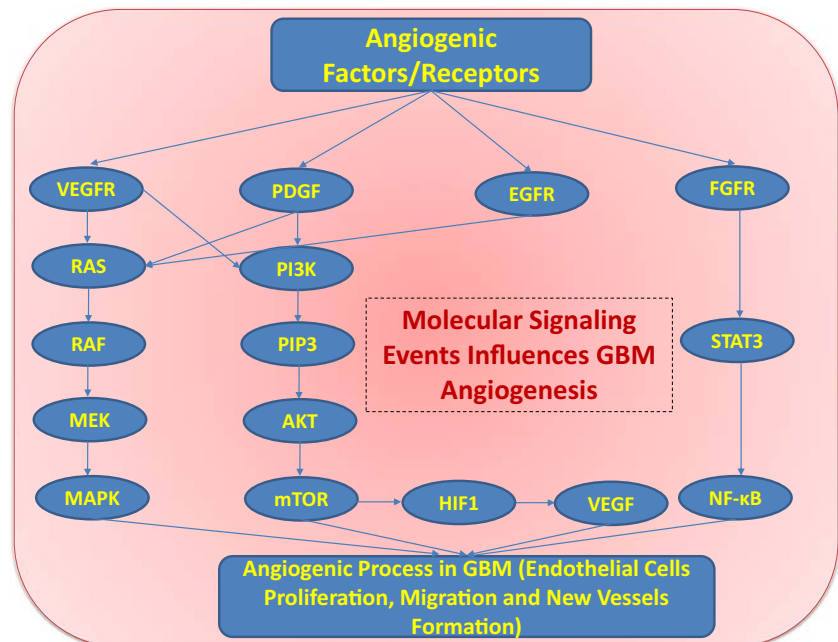 Angiogenic
Factors/Receptors
VEGFR
PDGF
EGFR
FGFR
RAS
PI3K
RAF
PIP3
Molecular Signaling
Events Influences GBM
Angiogenesis
STAT3
MEK
AKT
MAPK
mTOR
HIF1
VEGF
NF-κB
Angiogenic Process in GBM (Endothelial Cells
Proliferation, Migration and New Vessels
Formation)